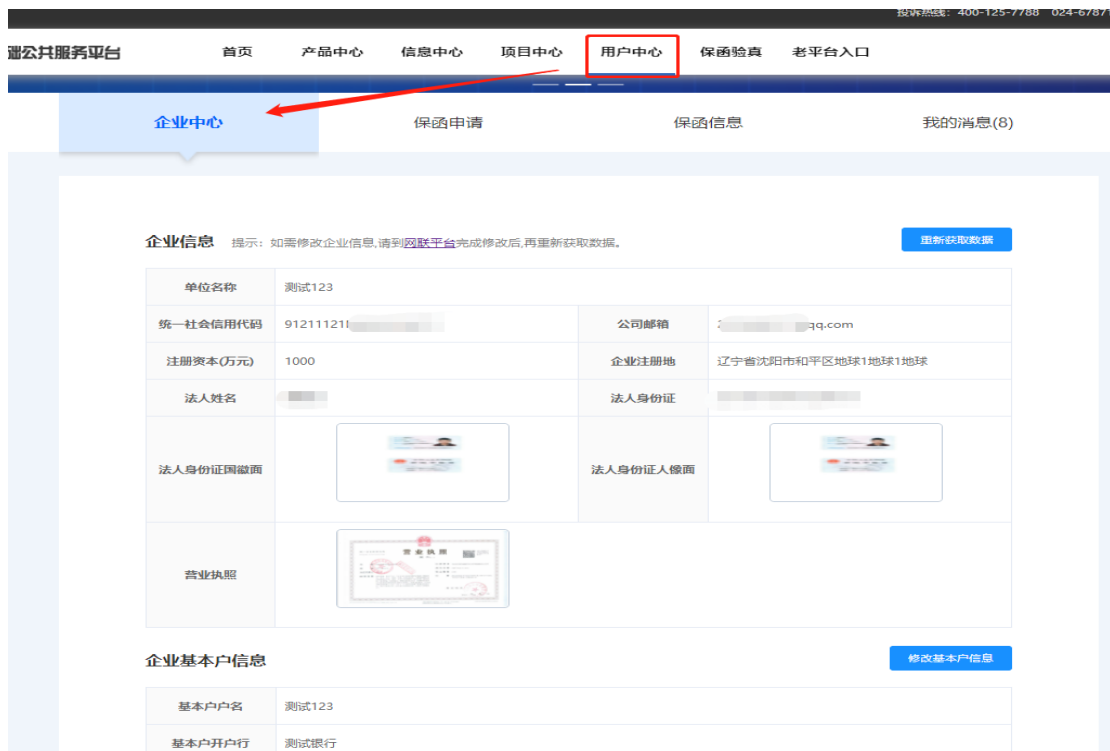 投诉热线：400-125-7788 024-6787
础公共服务平台 首页 产品中心 信息中心 项目中心 用户中心 保函验真 老平台入口
企业中心 保函申请 保函信息 我的消息(8)
企业信息 提示：如需修改企业信息,请到网联平台完成修改后,再重新获取数据。 重新获取数据
单位名称 测试123
统一社会信用代码 91211121 公司邮箱 qq.com
注册资本(万元) 1000 企业注册地 辽宁省沈阳市和平区地球1地球1地球
法人姓名 法人身份证
法人身份证国徽面 法人身份证人像面
营业执照
营业执照
企业基本户信息 修改基本户信息
基本户户名 测试123
基本户开户行 测试银行